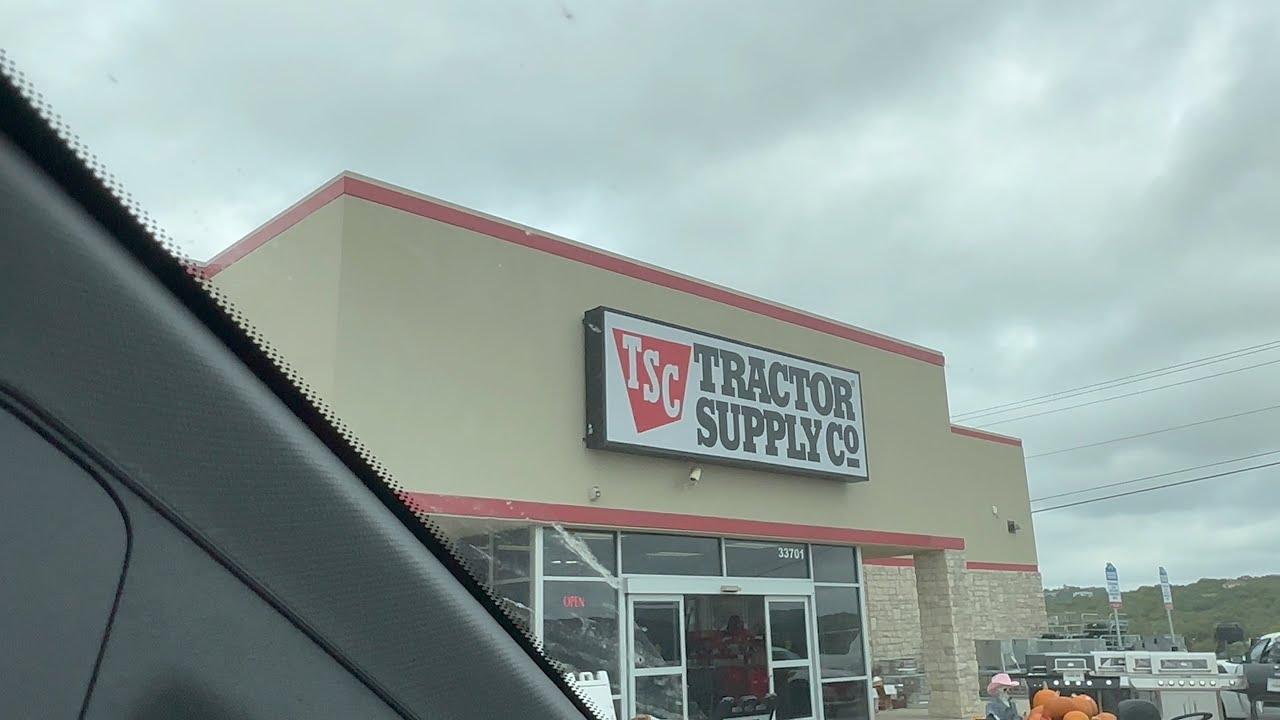 TSC
TRACTOR
SUPPLY CO
33701
OPEN